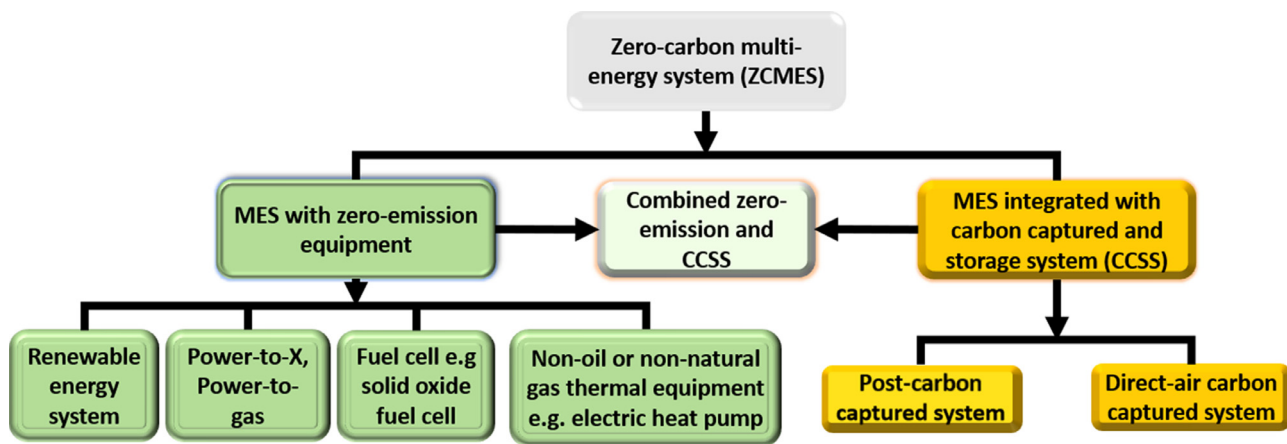 Zero-carbon multi-
energy system (ZCMES)
MES with zero-emission
equipment
Combined zero-
emission and
CCSS
MES integrated with
carbon captured and
storage system (CCSS)
Renewable
energy
system
Power-to-X,
Power-to-
gas
Fuel cell e.g
solid oxide
fuel cell
Non-oil or non-natural
gas thermal equipment
e.g. electric heat pump
Post-carbon
captured system
Direct-air carbon
captured system